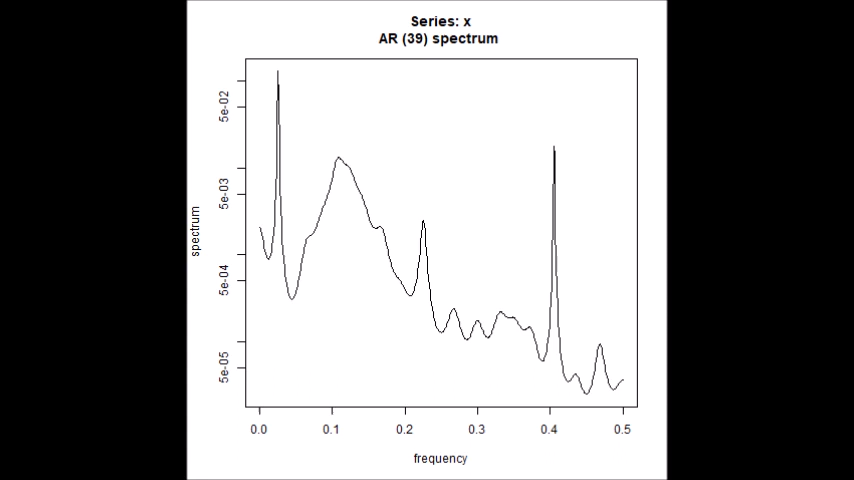 Series: x
AR (39) spectrum
5e-02
5e-03
5e-04
5e-05
spectrum
0.0 0.1 0.2 0.3 0.4 0.5
frequency